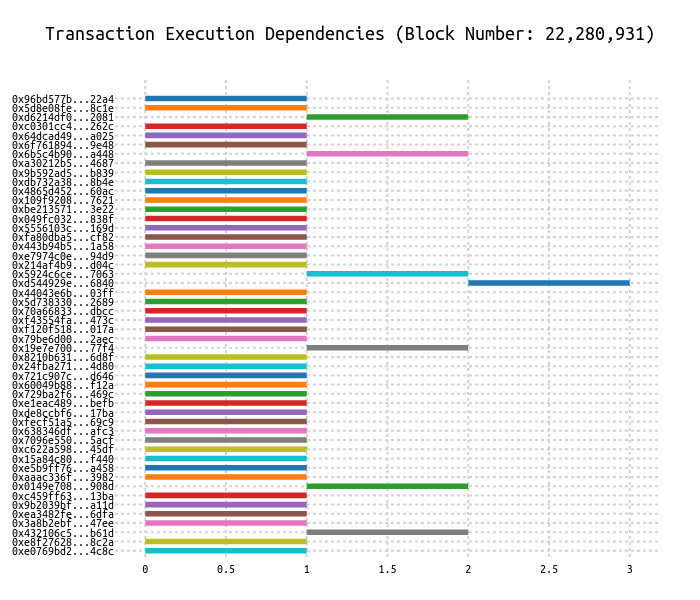 Transaction Execution Dependencies (Block Number: 22,280,931)
0x96bd577b...22a4
0x5d8e08fe...8c1e
0xd6214df0...2081
0xc0301cc4...262c
0x64dcad49...a025
0x6f761894...9e48
0x6b5c4b90...a448
0xa30212b5...4687
0x9b592ad5...b839
0xdb732a38...8b4e
0x4865d452...60ac
0x109f9208...7621
0xbe213571...3e22
0x049fc032...838f
0x5556103c...169d
0xfa80dba5...cf82
0x443b94b5...1a58
0xe7974c0e...94d9
0x214af4b9...d04c
0x5924c6ce...7063
0xd544929e...6840
0x44043e6b...03ff
0x5d738330...2689
0x70a66833...dbcc
0xf43554fa...473c
0xf120f518...017a
0x79be6d00...2aec
0x19e7e700...77f4
0x8210b631...6d8f
0x24fba271...4d80
0x721c907c...d646
0x60049b88...f12a
0x729ba2f6...469c
0xe1eac489...befb
0xde8ccbf6...17ba
0xfecf51a5...69c9
0x638346df...afc3
0x7096e550...5acf
0xc622a598...45df
0x15a84c80...f440
0xe5b9ff76...a458
0xaaac336f...3982
0x0149e708...908d
0xc459ff63...13ba
0x9b2039bf...a11d
0xea3482fe...6dfa
0x3a8b2ebf...47ee
0x432106c5...b61d
0xe8f27628...8c2a
0xe0769bd2...4c8c
0 0.5 1 1.5 2 2.5 3